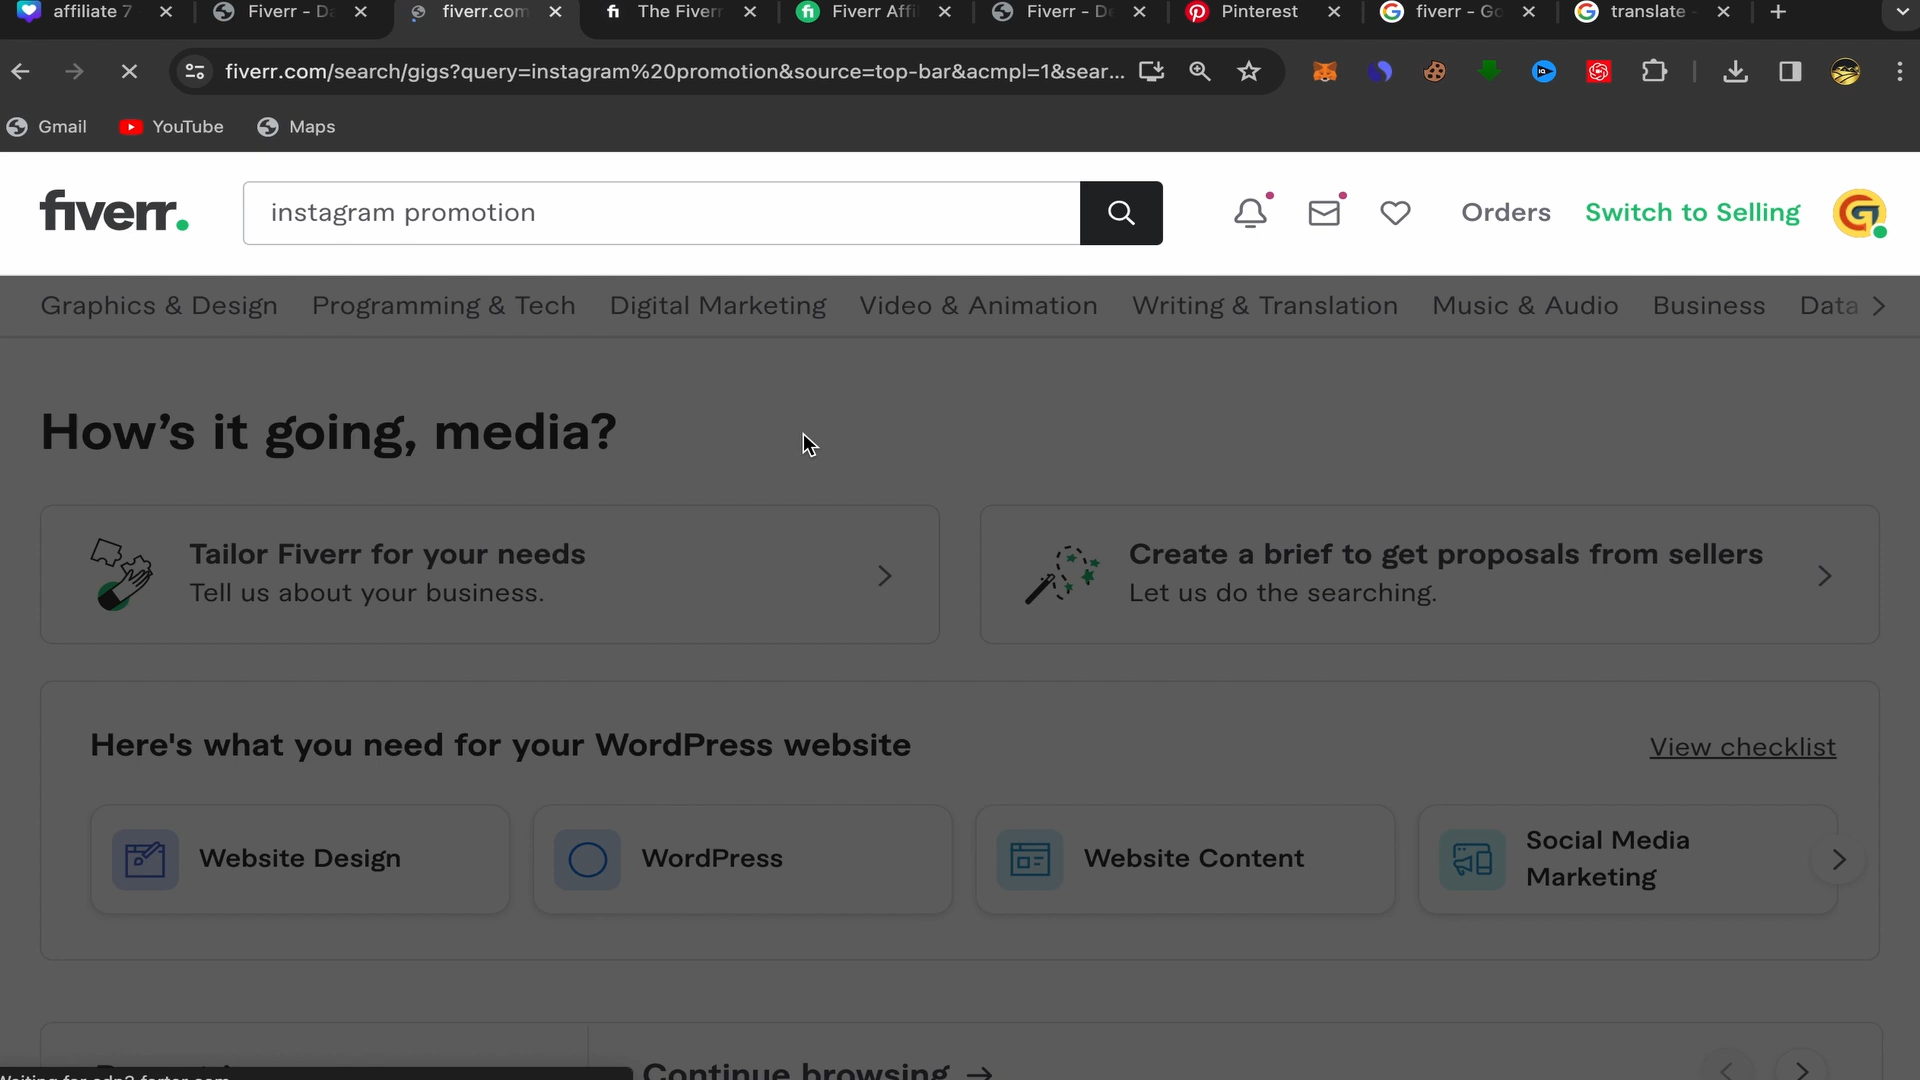 affiliate 7
Fiverr - Da
fiverr.com
The Fiverr
Fiverr Affi
Fiverr - De
Pinterest
fiverr - Go
translate -
fiverr.com/search/gigs?query=instagram%20promotion&source=top-bar&acmpl=1&sear...
Gmail
YouTube
Maps
fiverr.
instagram promotion
Orders
Switch to Selling
Graphics & Design
Programming & Tech
Digital Marketing
Video & Animation
Writing & Translation
Music & Audio
Business
Data
How's it going, media?
Tailor Fiverr for your needs
Tell us about your business.
Create a brief to get proposals from sellers
Let us do the searching.
Here's what you need for your WordPress website
View checklist
Website Design
WordPress
Website Content
Social Media
Marketing
Continue browsing →